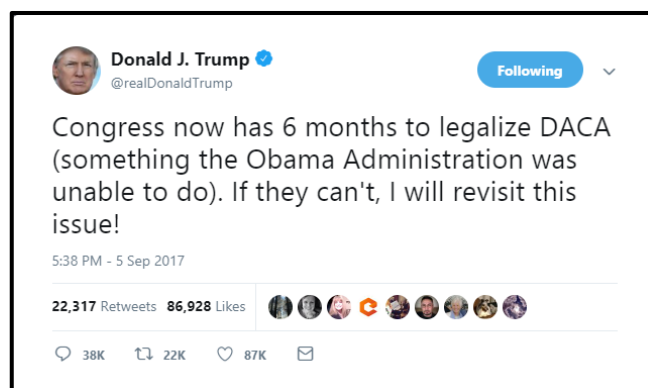 Donald J. Trump
@realDonaldTrump
Following
Congress now has 6 months to legalize DACA
(something the Obama Administration was
unable to do). If they can't, I will revisit this
issue!
5:38 PM - 5 Sep 2017
22,317 Retweets 86,928 Likes
38K 22K 87K